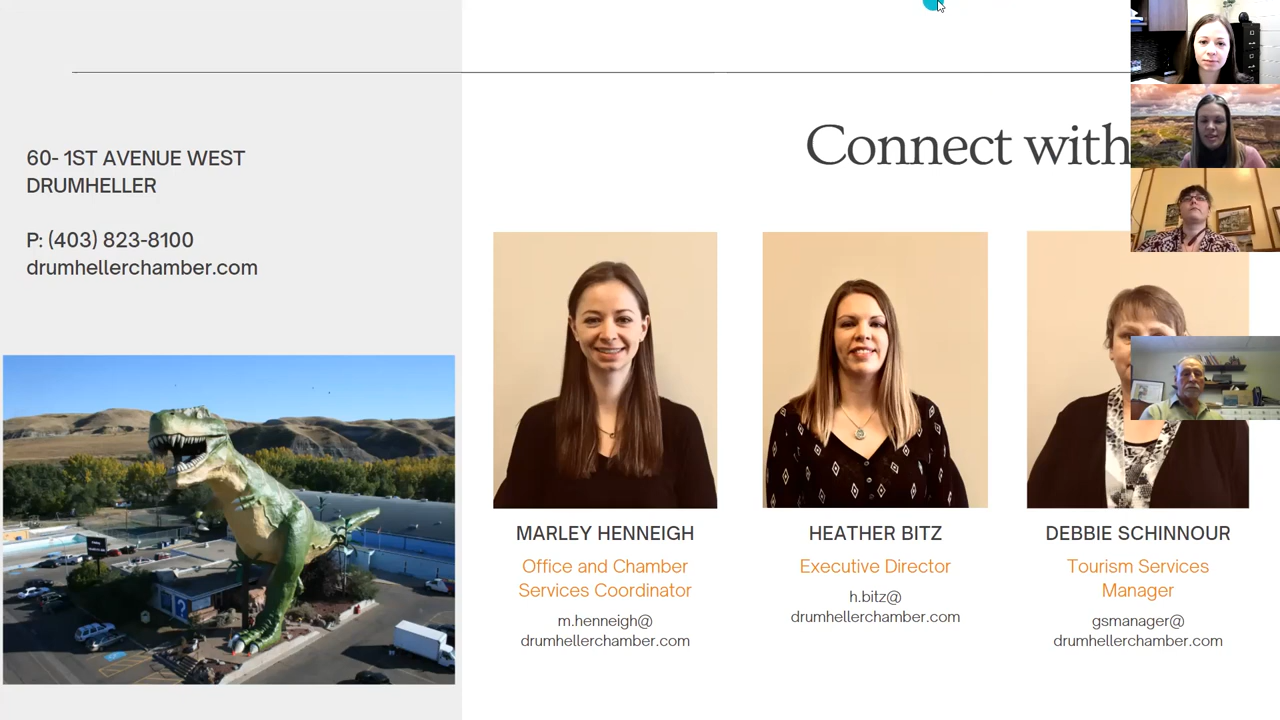 60- 1ST AVENUE WEST
DRUMHELLER
P: (403) 823-8100
drumhellerchamber.com
Connect with
MARLEY HENNEIGH
Office and Chamber
Services Coordinator
m.henneigh@
drumhellerchamber.com
HEATHER BITZ
Executive Director
h.bitz@
drumhellerchamber.com
DEBBIE SCHINNOUR
Tourism Services
Manager
gsmanager@
drumhellerchamber.com
?